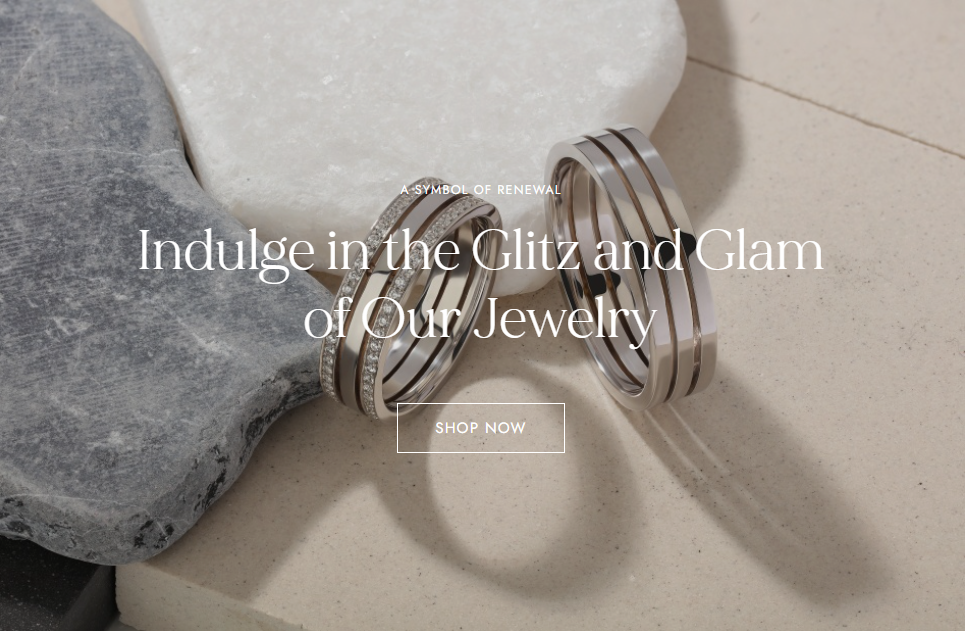 A SYMBOL OF RENEWAL
Indulge in the Glitz and Glam
of Our Jewelry
SHOP NOW